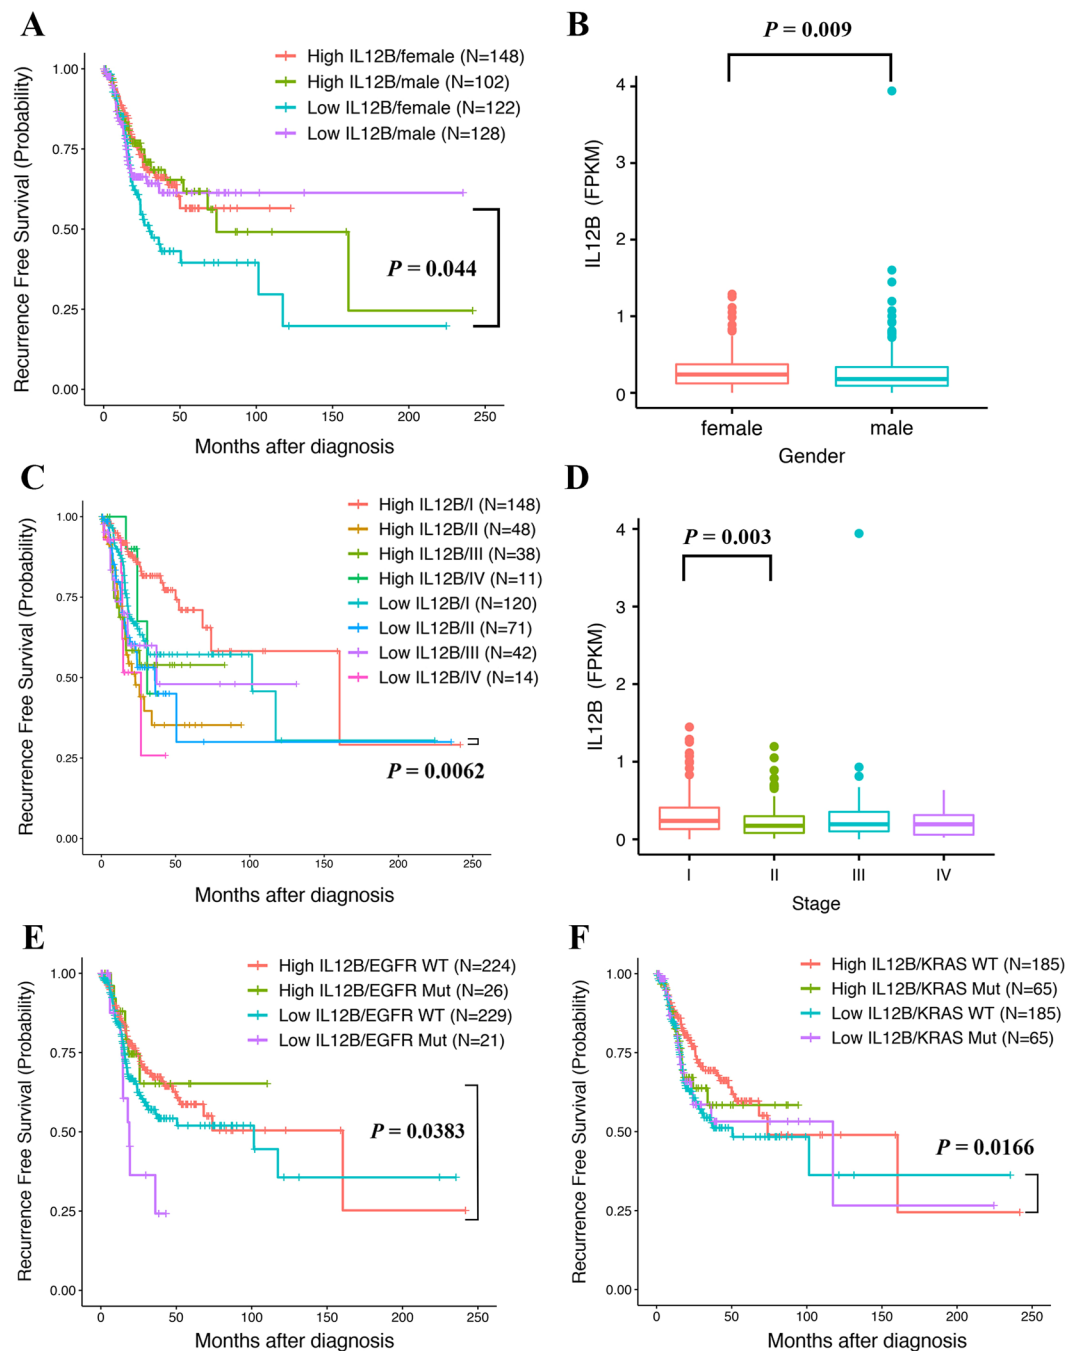 A
High IL12B/female (N=148)
High IL12B/male (N=102)
Low IL12B/female (N=122)
Low IL12B/male (N=128)
Recurrence Free Survival (Probability)
1.00
0.75
0.50
0.25
0.00
P = 0.044
0 50 100 150 200 250
Months after diagnosis
B
P = 0.009
IL12B (FPKM)
4
3
2
1
0
female male
Gender
C
High IL12B/I (N=148)
High IL12B/II (N=48)
High IL12B/III (N=38)
High IL12B/IV (N=11)
Low IL12B/I (N=120)
Low IL12B/II (N=71)
Low IL12B/III (N=42)
Low IL12B/IV (N=14)
Recurrence Free Survival (Probability)
1.00
0.75
0.50
0.25
0.00
P = 0.0062
0 50 100 150 200 250
Months after diagnosis
D
P = 0.003
IL12B (FPKM)
4
3
2
1
0
I II III IV
Stage
E
High IL12B/EGFR WT (N=224)
High IL12B/EGFR Mut (N=26)
Low IL12B/EGFR WT (N=229)
Low IL12B/EGFR Mut (N=21)
Recurrence Free Survival (Probability)
1.00
0.75
0.50
0.25
0.00
P = 0.0383
0 50 100 150 200 250
Months after diagnosis
F
High IL12B/KRAS WT (N=185)
High IL12B/KRAS Mut (N=65)
Low IL12B/KRAS WT (N=185)
Low IL12B/KRAS Mut (N=65)
Recurrence Free Survival (Probability)
1.00
0.75
0.50
0.25
0.00
P = 0.0166
0 50 100 150 200 250
Months after diagnosis